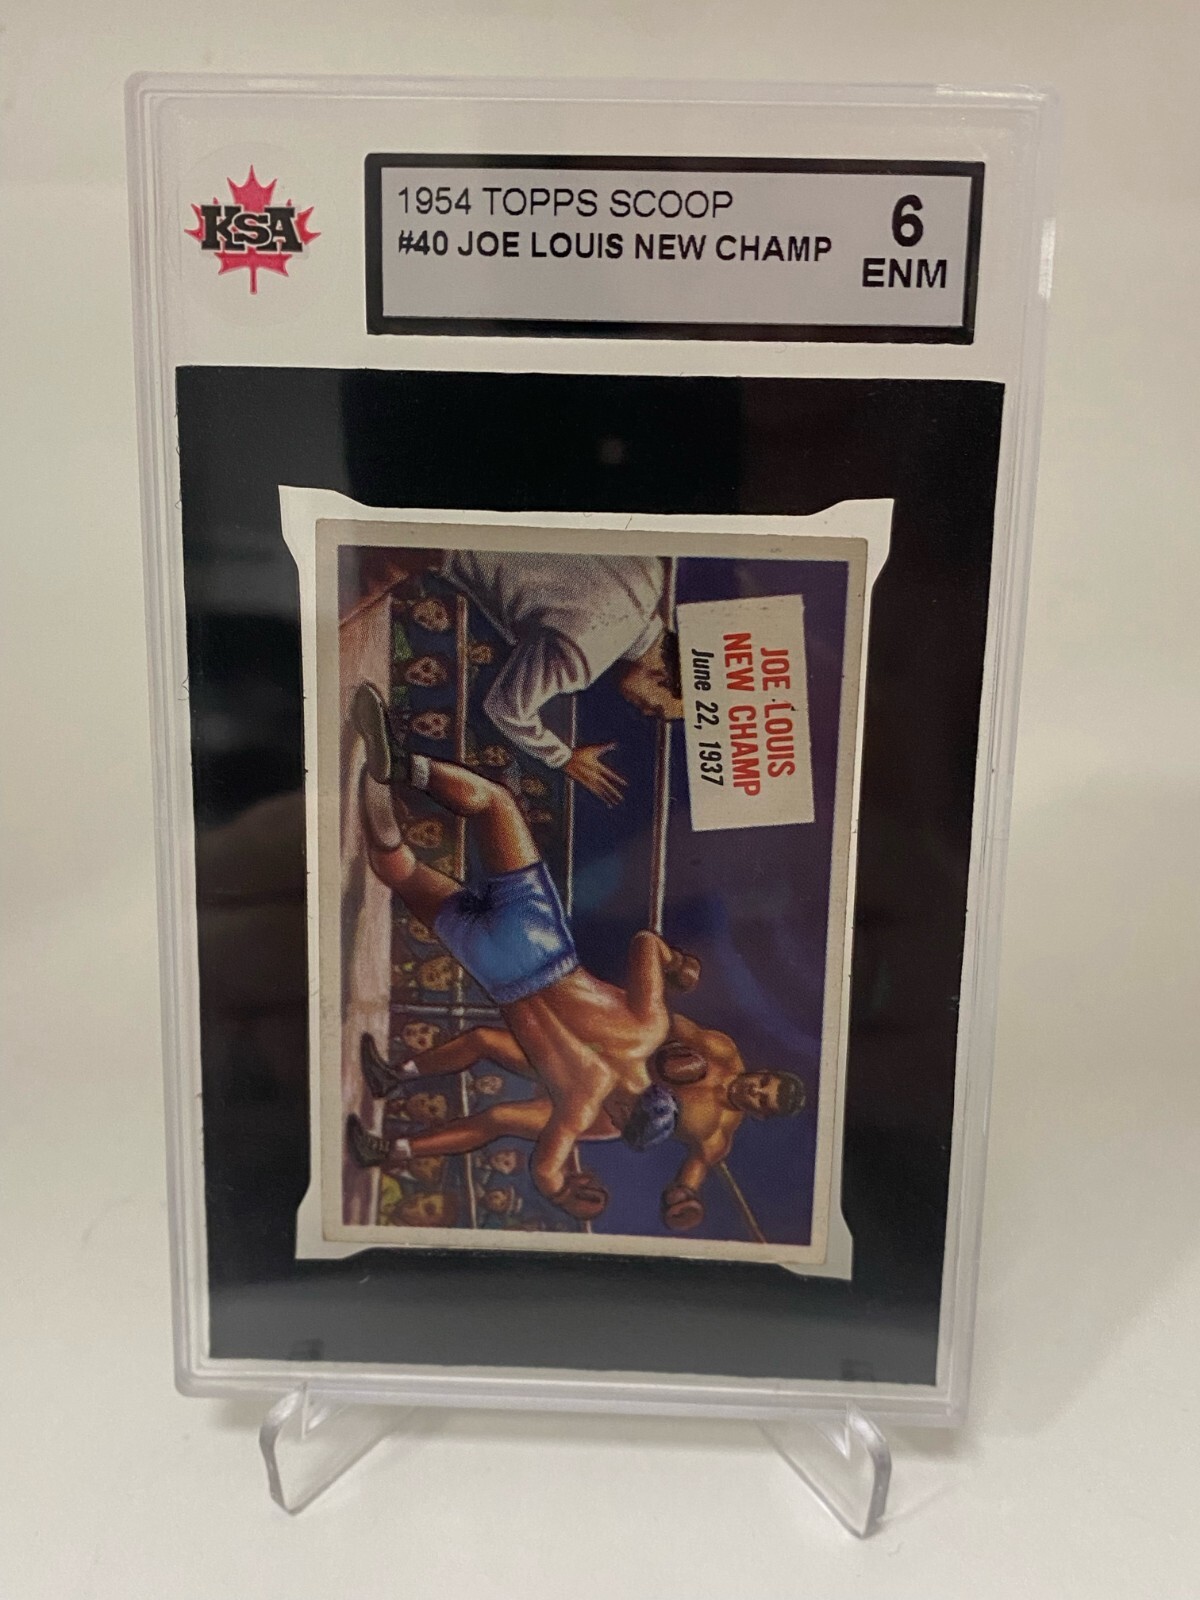 KSA
1954 TOPPS SCOOP
#40 JOE LOUIS NEW CHAMP
6
ENM
JOE LOUIS
NEW CHAMP
June 22, 1937